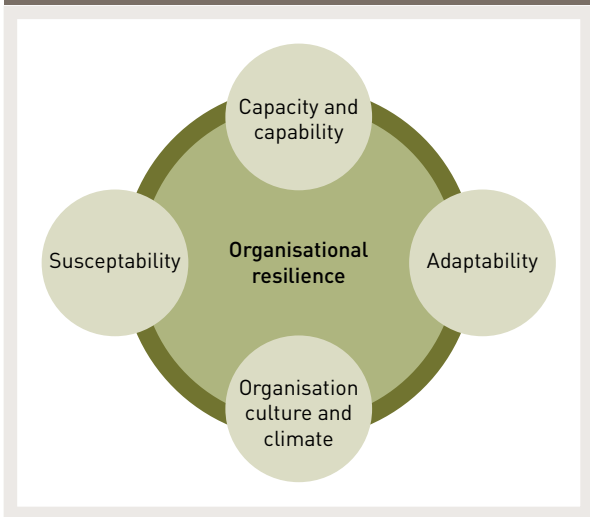 Capacity and
capability
Susceptability
Organisational
resilience
Adaptability
Organisation
culture and
climate